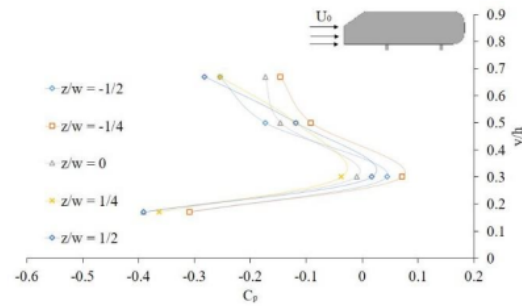 U₀
z/w = -1/2
z/w = -1/4
z/w = 0
z/w = 1/4
z/w = 1/2
0.9
0.8
0.7
0.6
0.5
0.4
0.3
0.2
0.1
0
y/h
-0.6
-0.5
-0.4
-0.3
-0.2
-0.1
0
0.1
0.2
Cₚ